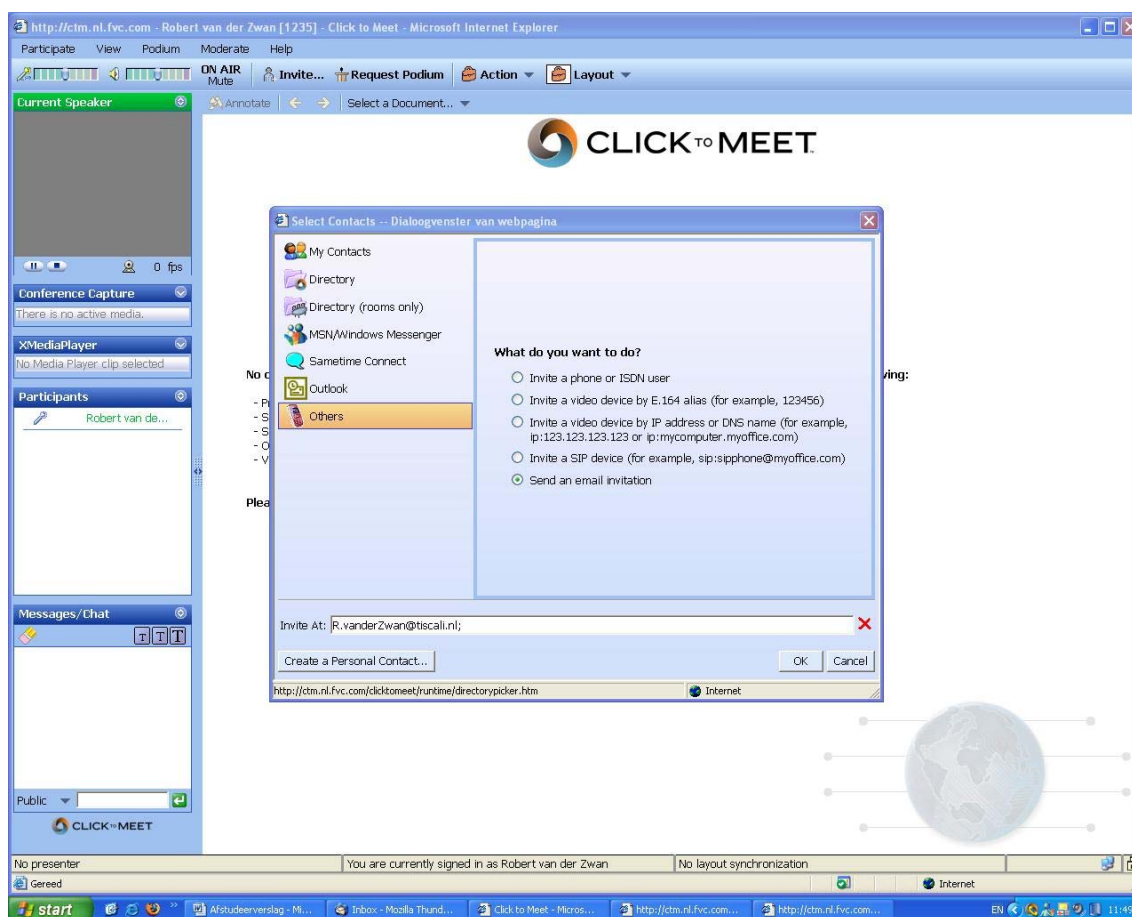 http://ctm.nl.fvc.com - Robert van der Zwan [1235] - Click to Meet - Microsoft Internet Explorer
Participate View Podium Moderate Help
ON AIR
Mute
Invite... Request Podium Action Layout
Current Speaker
Annotate Select a Document...
CLICK TO MEET
0 fps
Conference Capture
There is no active media.
XMediaPlayer
No Media Player clip selected
Participants
Robert van de...
Messages/Chat
T T T
Public
CLICK TO MEET
No
ving:
- P
- S
- S
- O
- V
Plea
Select Contacts -- Dialoogvenster van webpagina
My Contacts
Directory
Directory (rooms only)
MSN/Windows Messenger
Sametime Connect
Outlook
Others
What do you want to do?
Invite a phone or ISDN user
Invite a video device by E.164 alias (for example, 123456)
Invite a video device by IP address or DNS name (for example,
ip:123.123.123.123 or ip:mycomputer.myoffice.com)
Invite a SIP device (for example, sip:sipphone@myoffice.com)
Send an email invitation
Invite At: R.vanderZwan@tiscali.nl;
Create a Personal Contact... OK Cancel
http://ctm.nl.fvc.com/clicktomeet/runtime/directorypicker.htm Internet
No presenter You are currently signed in as Robert van der Zwan No layout synchronization
Gereed Internet
start Afstudeerverslag - Mi... Inbox - Mozilla Thund... Click to Meet - Micros... http://ctm.nl.fvc.com... http://ctm.nl.fvc.com... EN 11:49